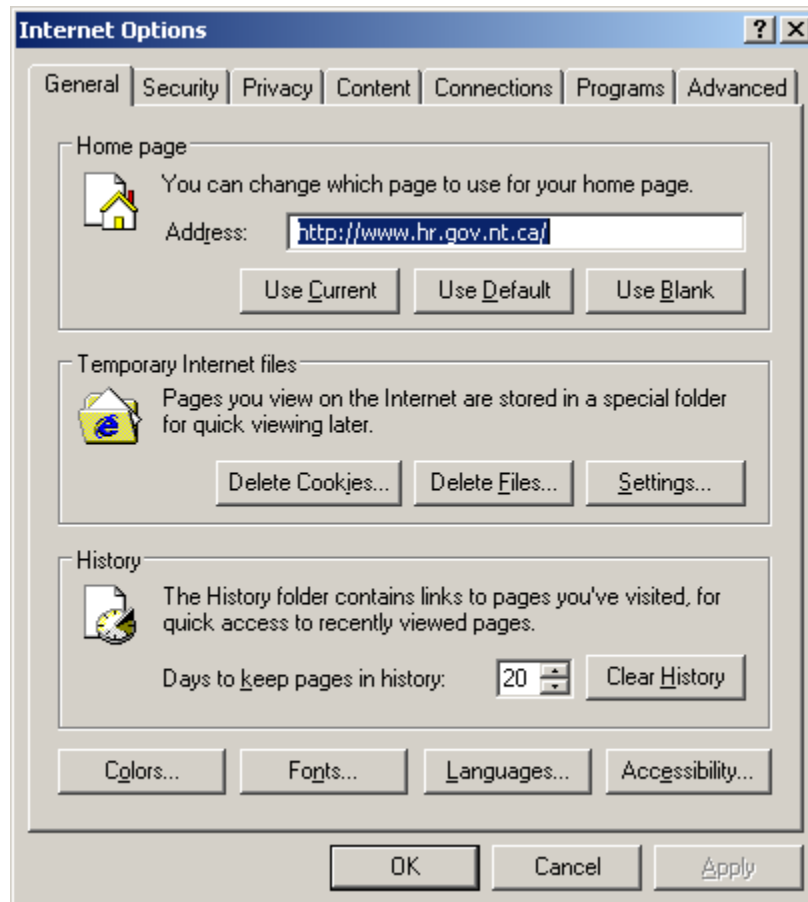 Internet Options
General Security Privacy Content Connections Programs Advanced
Home page
You can change which page to use for your home page.
Address: http://www.hr.gov.nt.ca/
Use Current Use Default Use Blank
Temporary Internet files
Pages you view on the Internet are stored in a special folder
for quick viewing later.
Delete Cookies... Delete Files... Settings...
History
The History folder contains links to pages you've visited, for
quick access to recently viewed pages.
Days to keep pages in history: 20 Clear History
Colors... Fonts... Languages... Accessibility...
OK Cancel Apply